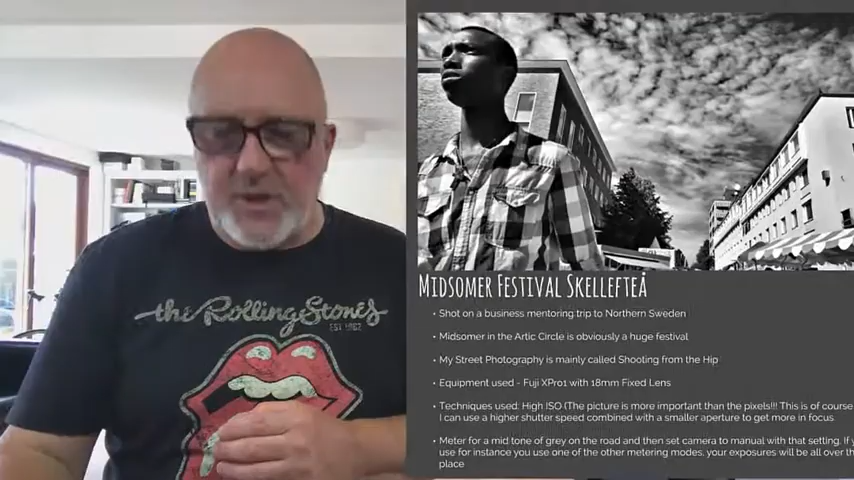 the Rolling Stones
EST 1962
MIDSOMER FESTIVAL SKELLEFTEÅ
• Shot on a business mentoring trip to Northern Sweden
• Midsomer in the Artic Circle is obviously a huge festival
• My Street Photography is mainly called Shooting from the Hip
• Equipment used - Fuji XPro1 with 18mm Fixed Lens
• Techniques used: High ISO (The picture is more important than the pixels!!! This is of course
I can use a higher shutter speed combined with a smaller aperture to get more in focus.
• Meter for a mid tone of grey on the road and then set camera to manual with that setting. If y
use for instance you use one of the other metering modes, your exposures will be all over th
place